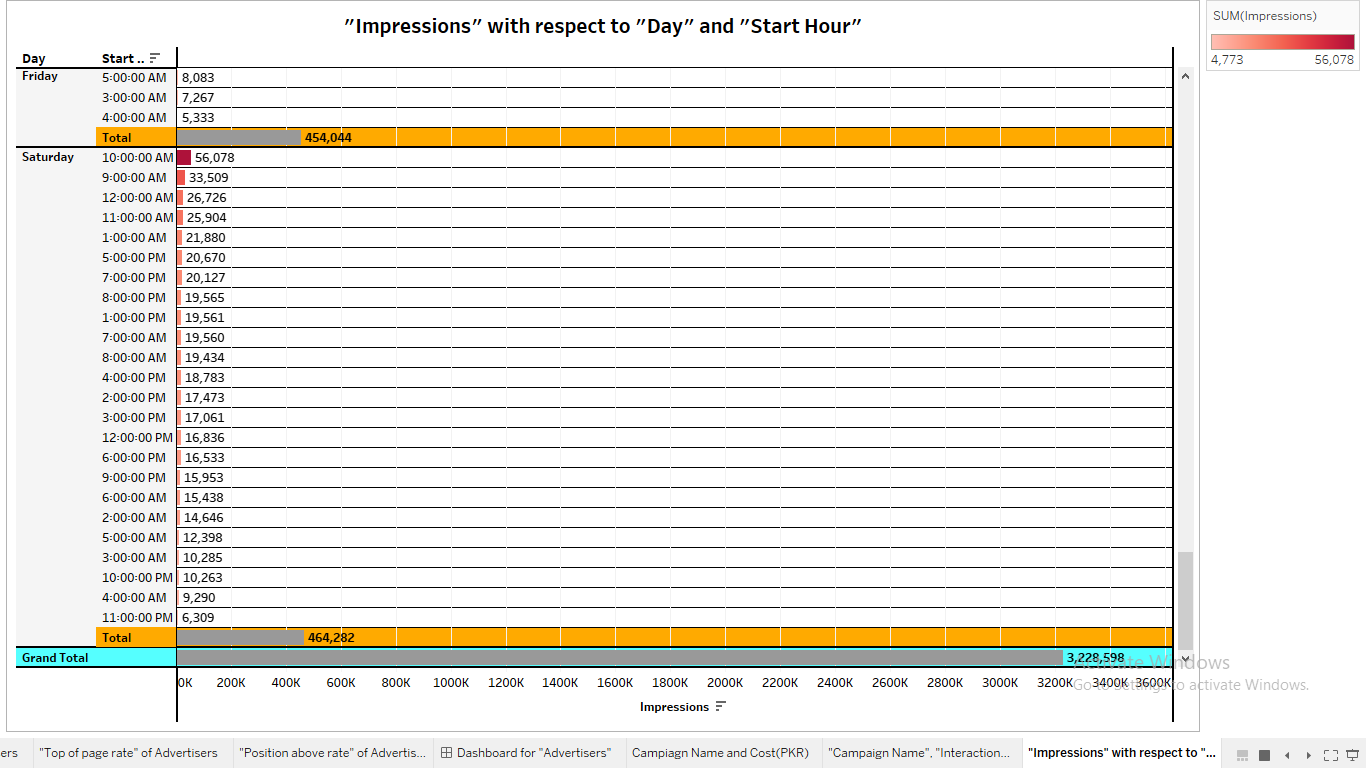 "Impressions" with respect to "Day" and "Start Hour"
SUM(Impressions)
4,773 56,078
Day Start ..
Friday 5:00:00 AM 8,083
3:00:00 AM 7,267
4:00:00 AM 5,333
Total 454,044
Saturday 10:00:00 AM 56,078
9:00:00 AM 33,509
12:00:00 AM 26,726
11:00:00 AM 25,904
1:00:00 AM 21,880
5:00:00 PM 20,670
7:00:00 PM 20,127
8:00:00 PM 19,565
1:00:00 PM 19,561
7:00:00 AM 19,560
8:00:00 AM 19,434
4:00:00 PM 18,783
2:00:00 PM 17,473
3:00:00 PM 17,061
12:00:00 PM 16,836
6:00:00 PM 16,533
9:00:00 PM 15,953
6:00:00 AM 15,438
2:00:00 AM 14,646
5:00:00 AM 12,398
3:00:00 AM 10,285
10:00:00 PM 10,263
4:00:00 AM 9,290
11:00:00 PM 6,309
Total 464,282
Grand Total 3,228,598
Activate Windows
Go to Settings to activate Windows.
0K 200K 400K 600K 800K 1000K 1200K 1400K 1600K 1800K 2000K 2200K 2400K 2600K 2800K 3000K 3200K 3400K 3600K
Impressions
ers "Top of page rate" of Advertisers "Position above rate" of Advertis... Dashboard for "Advertisers" Campiagn Name and Cost(PKR) "Campaign Name", "Interaction... "Impressions" with respect to "...